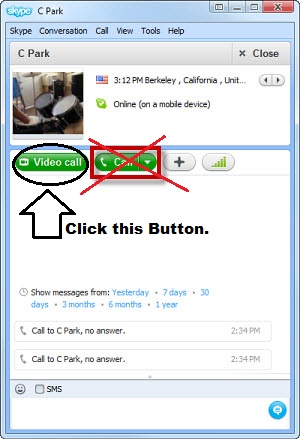 skype C Park
Skype Conversation Call View Tools Help
C Park × Close
3:12 PM Berkeley , California , Unit...
Online (on a mobile device)
Video call Call
Click this Button.
Show messages from: Yesterday • 7 days • 30
days • 3 months • 6 months • 1 year
Call to C Park, no answer. 2:34 PM
Call to C Park, no answer. 2:34 PM
SMS